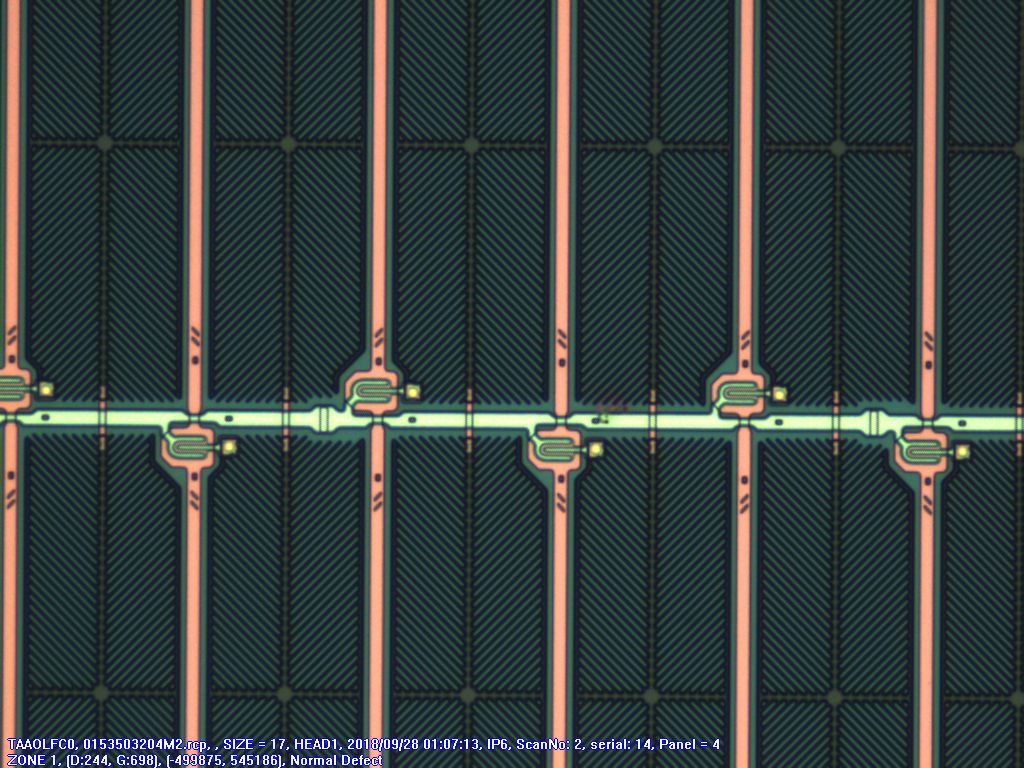 TAAOLFC0, 0153503204M2.rcp, , SIZE = 17, HEAD1, 2018/09/28 01:07:13, IP6, ScanNo: 2, serial: 14, Panel = 4
ZONE 1, [D:244, G:698], [-499875, 545186], Normal Defect